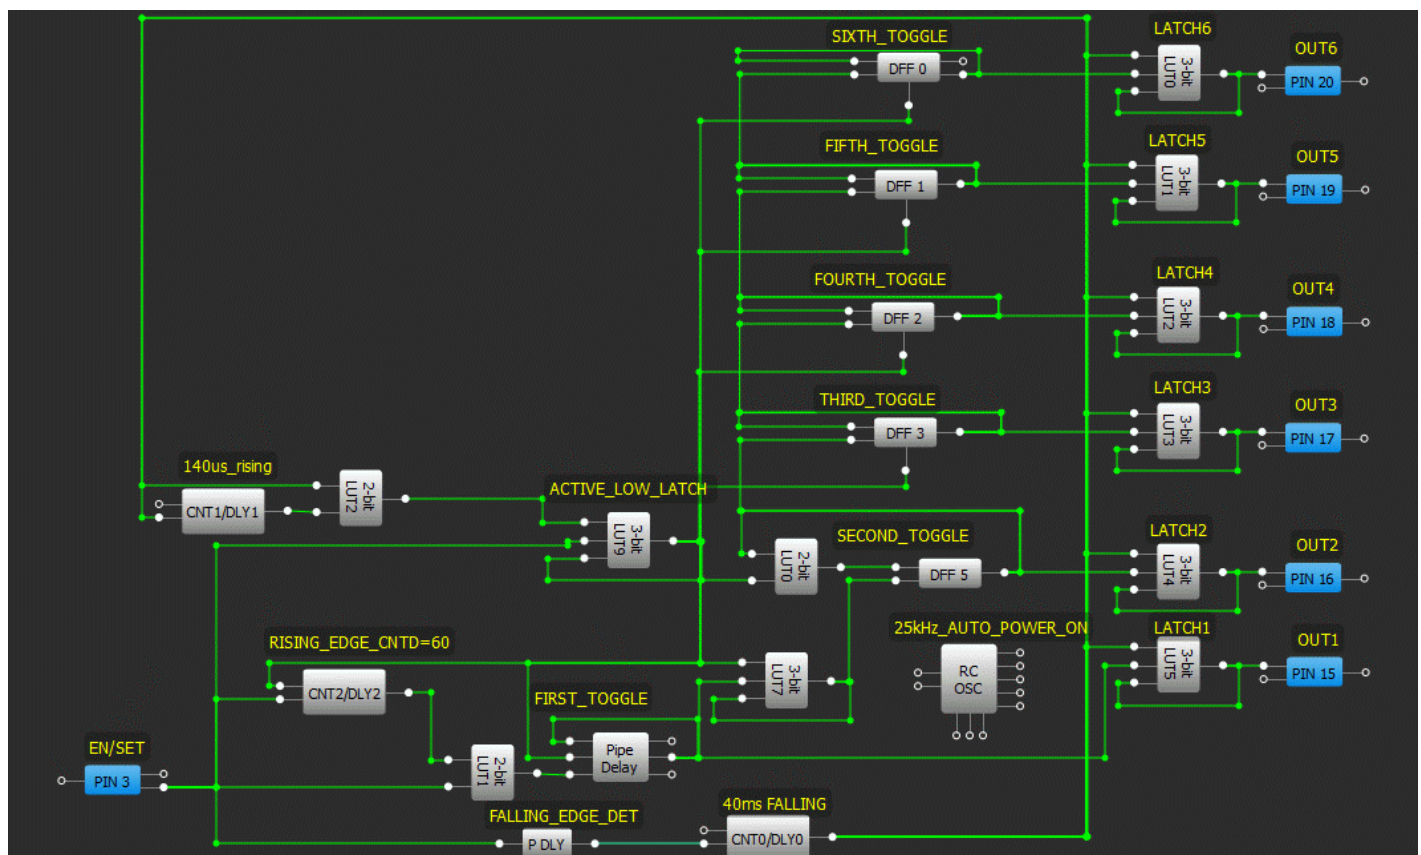 SIXTH_TOGGLE
DFF 0
LATCH6
3-bit
LUT0
OUT6
PIN 20
FIFTH_TOGGLE
DFF 1
LATCH5
3-bit
LUT1
OUT5
PIN 19
FOURTH_TOGGLE
DFF 2
LATCH4
3-bit
LUT2
OUT4
PIN 18
THIRD_TOGGLE
DFF 3
LATCH3
3-bit
LUT3
OUT3
PIN 17
140us_rising
CNT1/DLY1
2-bit
LUT2
ACTIVE_LOW_LATCH
3-bit
LUT9
2-bit
LUT0
SECOND_TOGGLE
DFF 5
LATCH2
3-bit
LUT4
OUT2
PIN 16
RISING_EDGE_CNTD=60
CNT2/DLY2
3-bit
LUT7
25kHz_AUTO_POWER_ON
RC
OSC
LATCH1
3-bit
LUT5
OUT1
PIN 15
FIRST_TOGGLE
Pipe
Delay
EN/SET
PIN 3
2-bit
LUT1
FALLING_EDGE_DET
P DLY
40ms FALLING
CNT0/DLY0